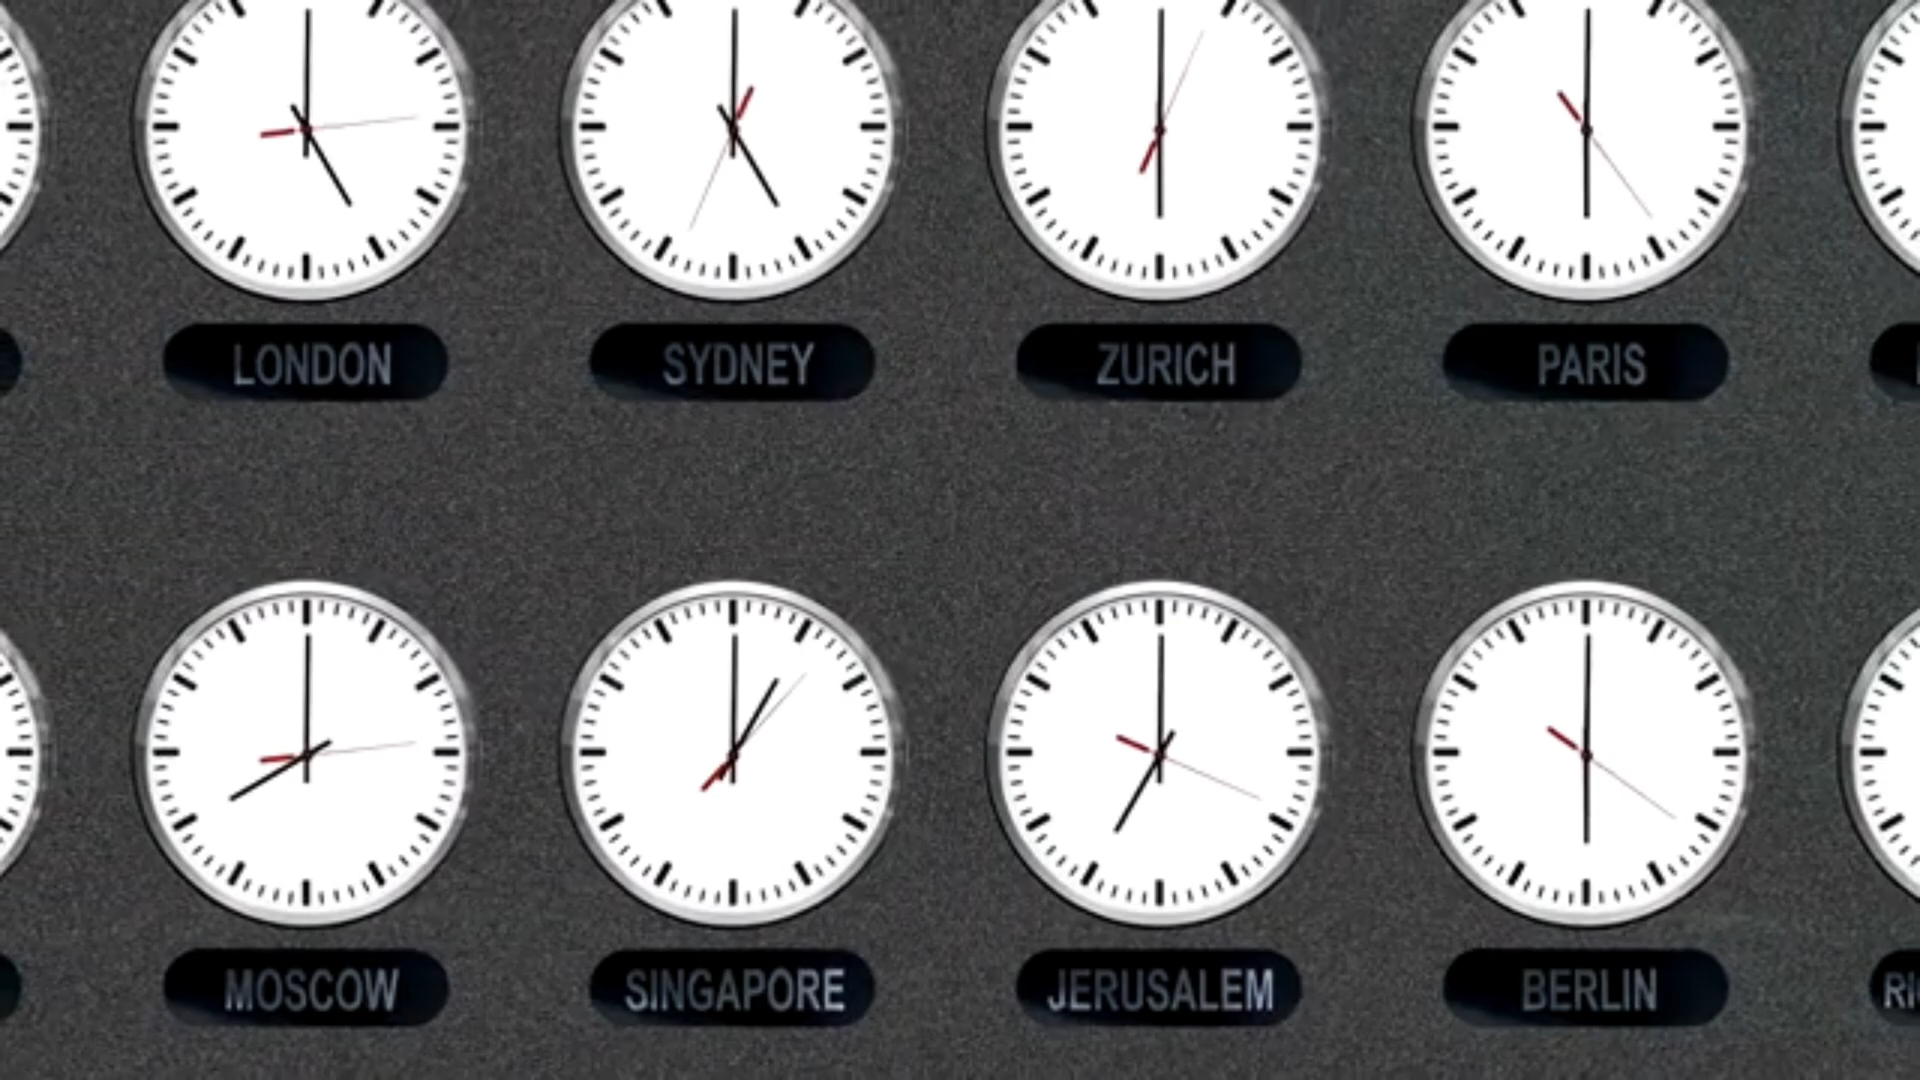 LONDON
SYDNEY
ZURICH
PARIS
MOSCOW
SINGAPORE
JERUSALEM
BERLIN